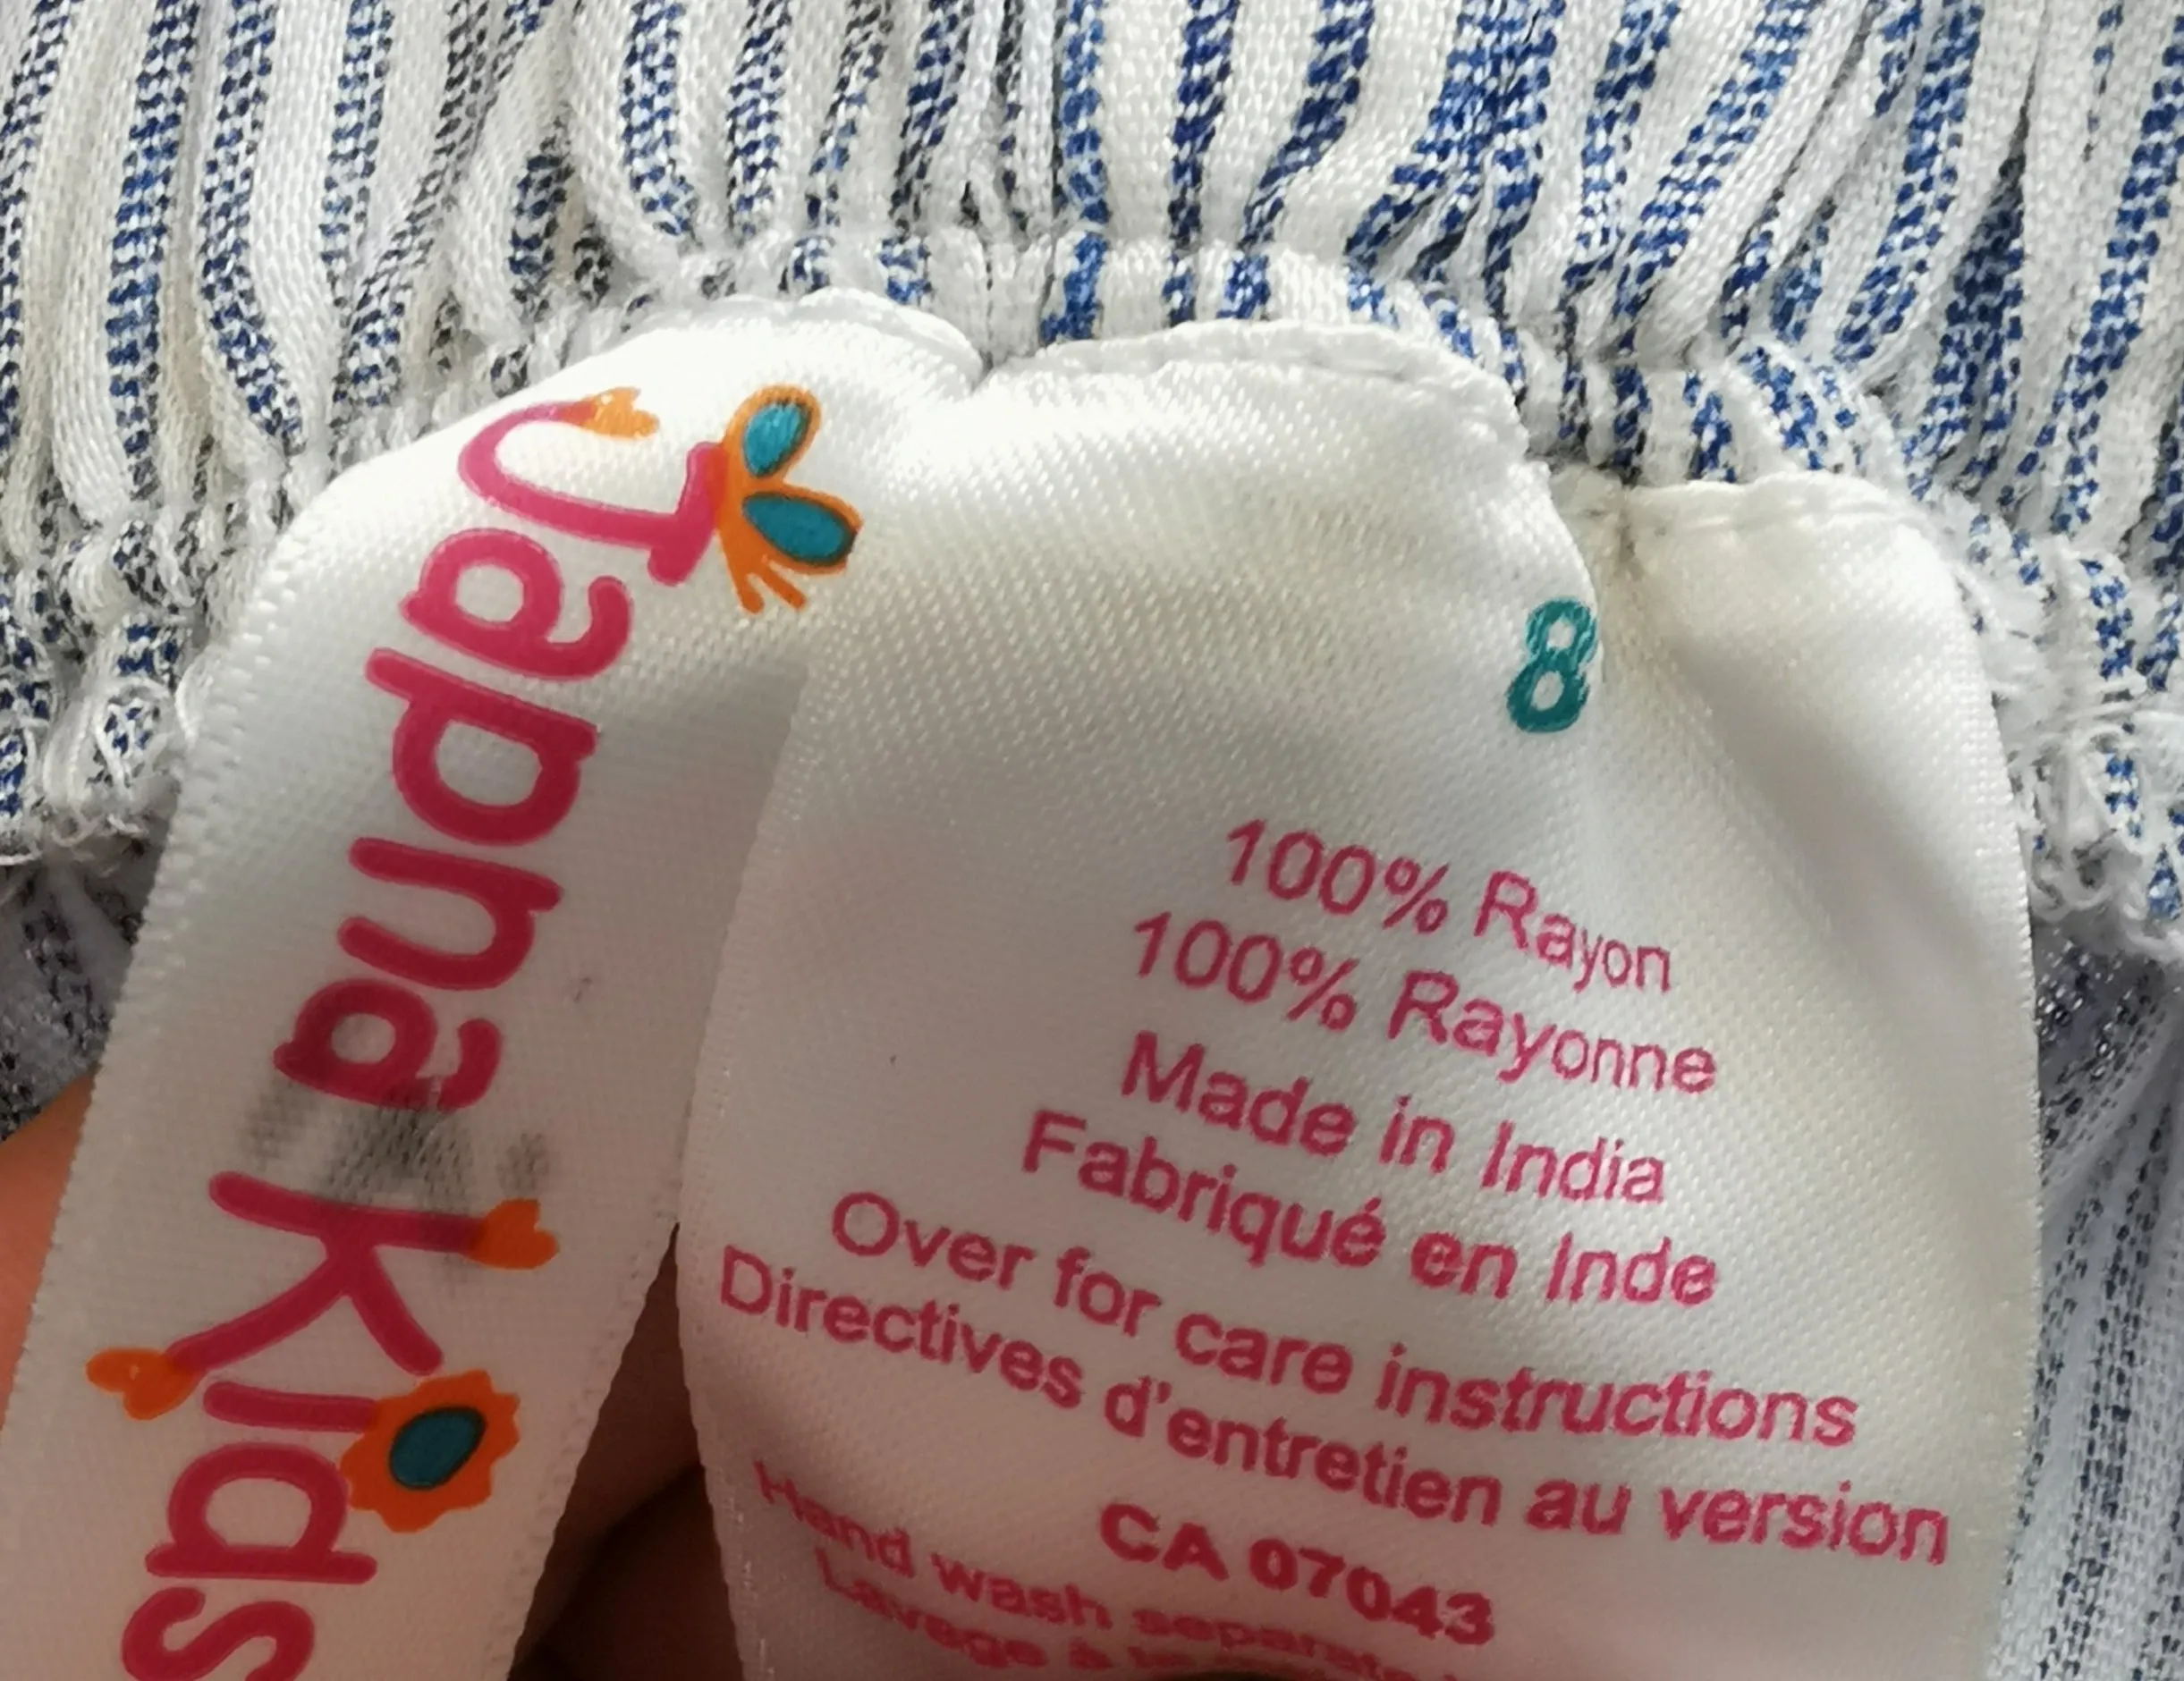 Japna Kids
8
100% Rayon
100% Rayonne
Made in India
Fabriqué en Inde
Over for care instructions
Directives d'entretien au version
CA 07043
Hand wash
Lavege à